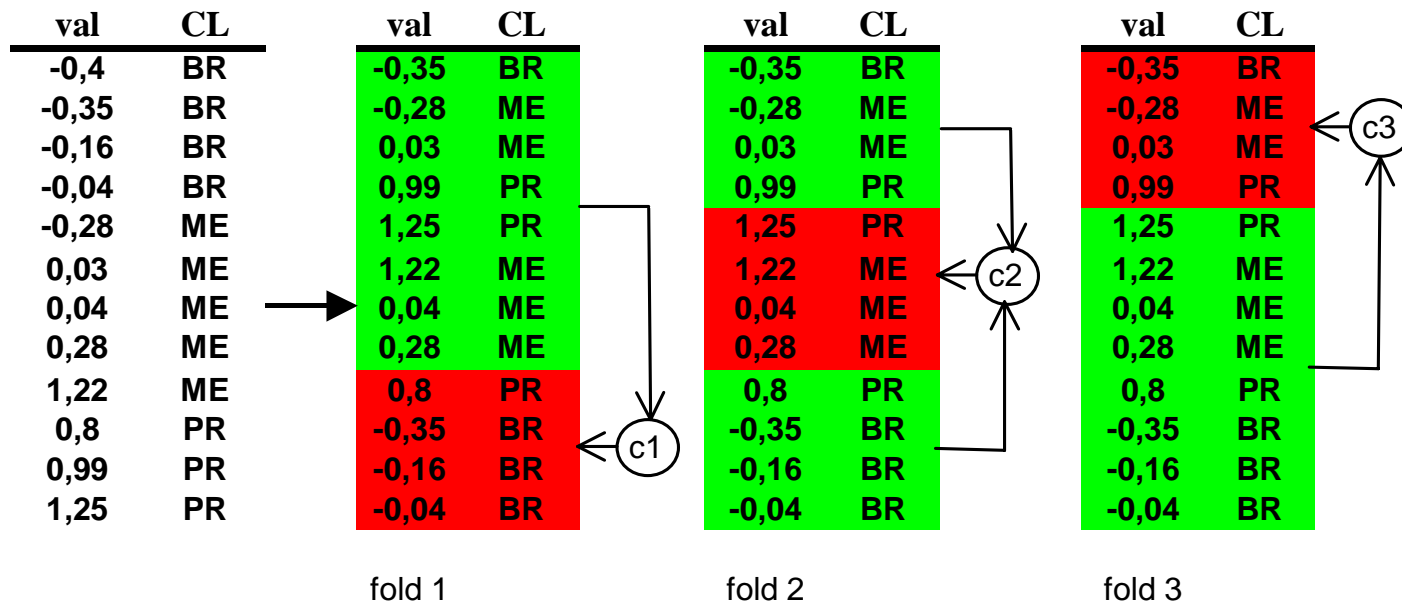 val CL val CL val CL val CL
-0,4 BR -0,35 BR -0,35 BR -0,35 BR
-0,35 BR -0,28 ME -0,28 ME -0,28 ME
c3
-0,16 BR 0,03 ME 0,03 ME 0,03 ME
-0,04 BR 0,99 PR 0,99 PR 0,99 PR
-0,28 ME 1,25 PR 1,25 PR 1,25 PR
0,03 ME 1,22 ME 1,22 ME c2 1,22 ME
0,04 ME 0,04 ME 0,04 ME 0,04 ME
0,28 ME 0,28 ME 0,28 ME 0,28 ME
1,22 ME 0,8 PR 0,8 PR 0,8 PR
0,8 PR -0,35 BR -0,35 BR -0,35 BR
c1
0,99 PR -0,16 BR -0,16 BR -0,16 BR
1,25 PR -0,04 BR -0,04 BR -0,04 BR
fold 1 fold 2 fold 3